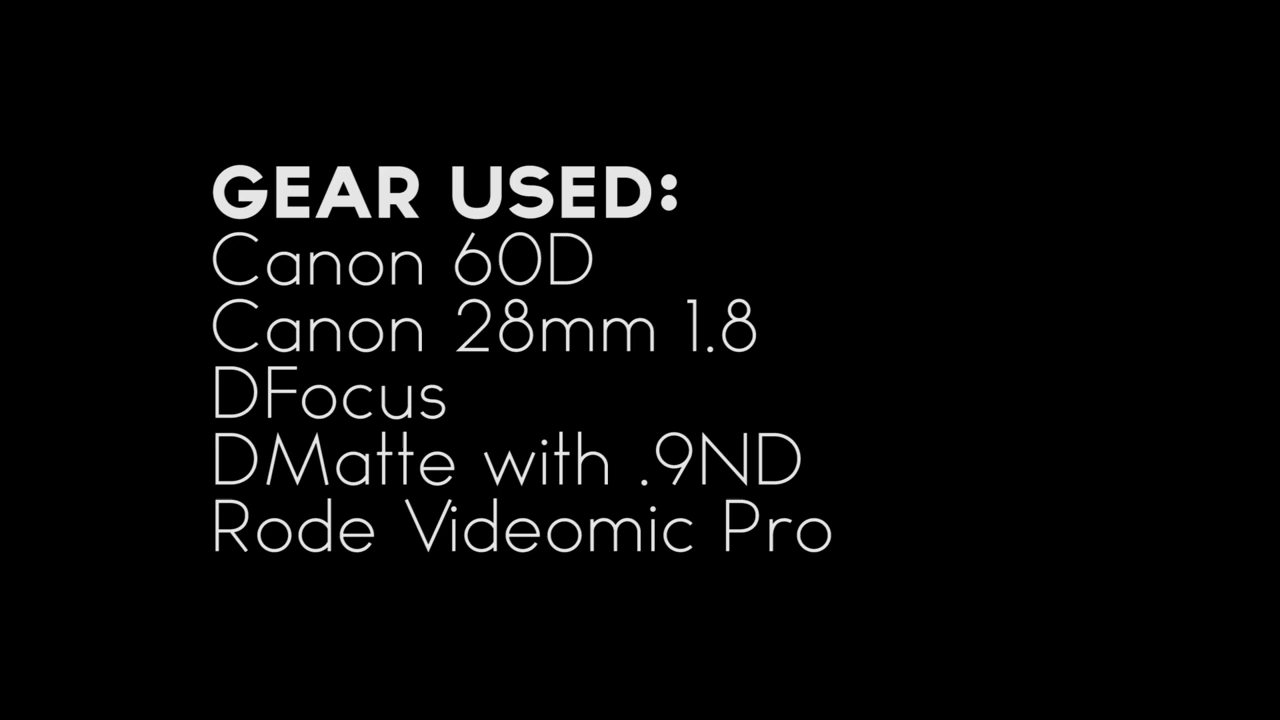 GEAR USED:
Canon 60D
Canon 28mm 1.8
DFocus
DMatte with .9ND
Rode Videomic Pro